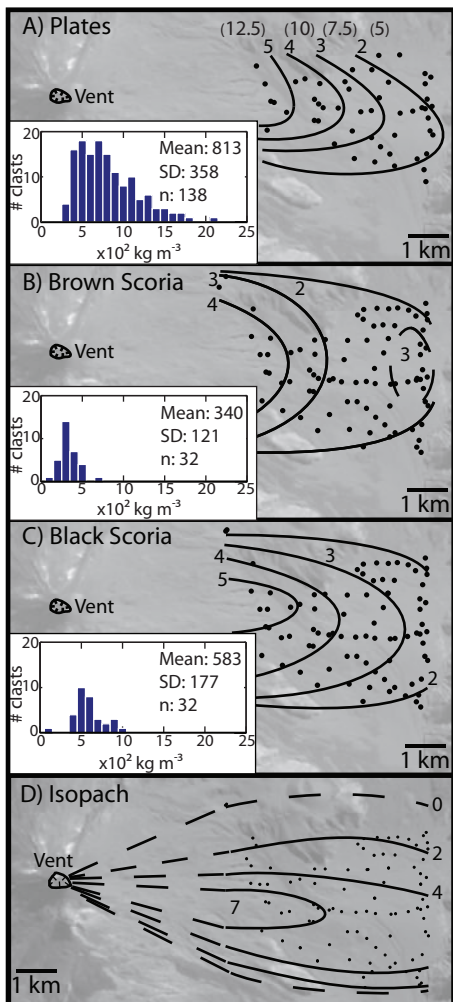 A) Plates
(12.5) (10) (7.5) (5)
5 4 3 2
Vent
20
10
0
# clasts
Mean: 813
SD: 358
n: 138
0 5 10 15 20 25
x10² kg m⁻³
1 km
B) Brown Scoria
3
2
4
3
Vent
20
10
0
# clasts
Mean: 340
SD: 121
n: 32
0 5 10 15 20 25
x10² kg m⁻³
1 km
C) Black Scoria
4
3
5
2
Vent
20
10
0
# clasts
Mean: 583
SD: 177
n: 32
0 5 10 15 20 25
x10² kg m⁻³
1 km
D) Isopach
0
Vent
2
4
7
1 km